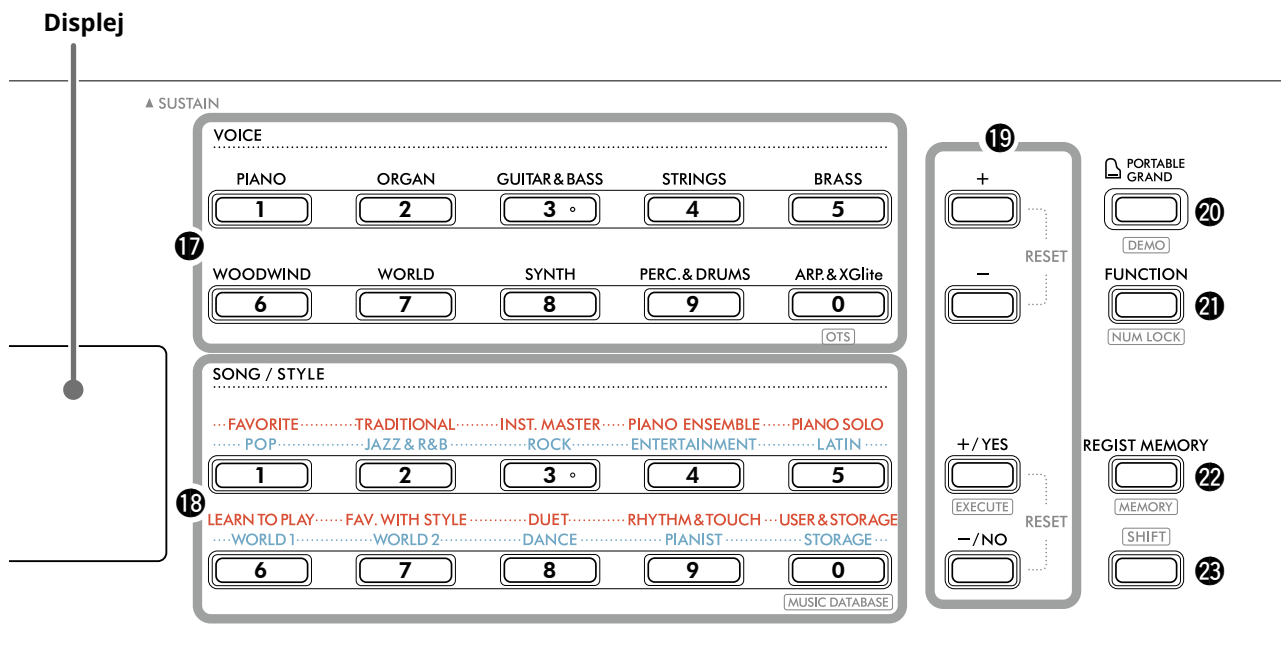 Displej
▲ SUSTAIN
VOICE
PIANO ORGAN GUITAR & BASS STRINGS BRASS
1 2 3 4 5
WOODWIND WORLD SYNTH PERC. & DRUMS ARP. & XGlite
6 7 8 9 0
OTS
⓱
SONG / STYLE
FAVORITE TRADITIONAL INST. MASTER PIANO ENSEMBLE PIANO SOLO
POP JAZZ & R&B ROCK ENTERTAINMENT LATIN
1 2 3 4 5
LEARN TO PLAY FAV. WITH STYLE DUET RHYTHM & TOUCH USER & STORAGE
WORLD 1 WORLD 2 DANCE PIANIST STORAGE
6 7 8 9 0
MUSIC DATABASE
⓲
⓳
+
RESET
−
+/YES
EXECUTE
RESET
−/NO
PORTABLE
GRAND
⓴
DEMO
FUNCTION
㉑
NUM LOCK
REGIST MEMORY
㉒
MEMORY
SHIFT
㉓